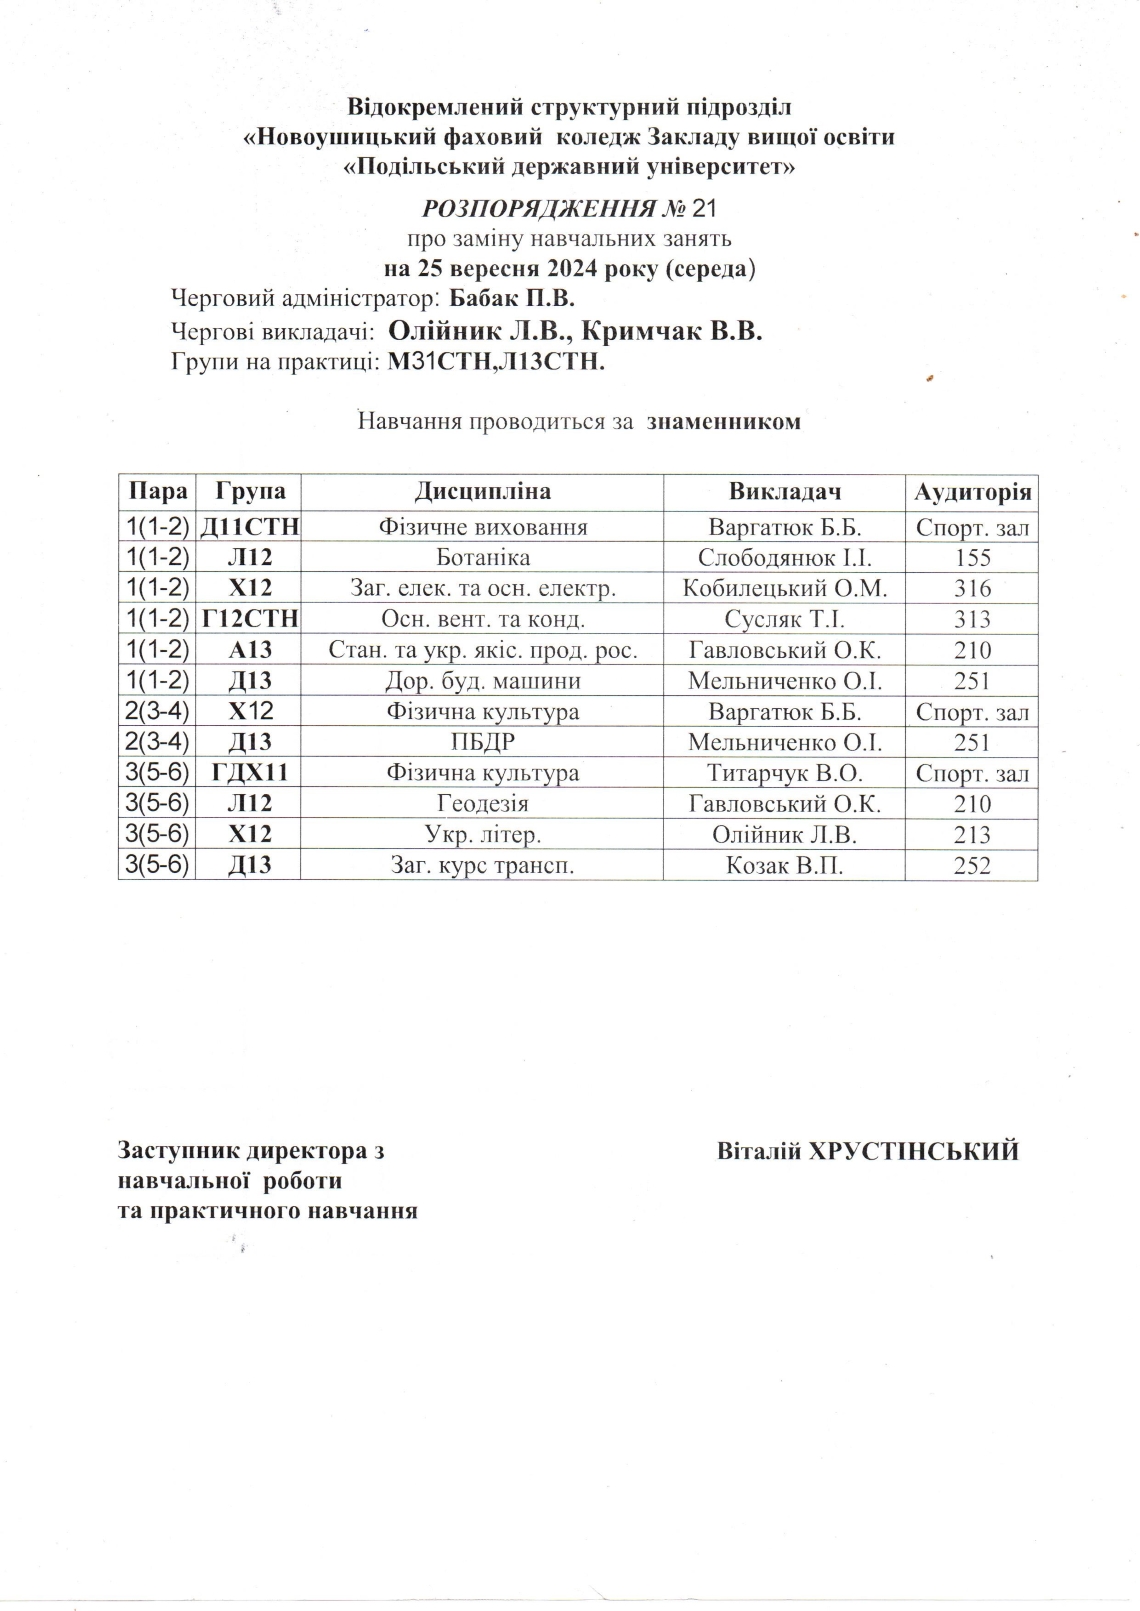 Відокремлений структурний підрозділ
«Новоушицький фаховий коледж Закладу вищої освіти
«Подільський державний університет»
РОЗПОРЯДЖЕННЯ № 21
про заміну навчальних занять
на 25 вересня 2024 року (середа)
Черговий адміністратор: Бабак П.В.
Чергові викладачі: Олійник Л.В., Кримчак В.В.
Групи на практиці: М31СТН,Л13СТН.
Навчання проводиться за знаменником
Пара Група Дисципліна Викладач Аудиторія
1(1-2) Д11СТН Фізичне виховання Варгатюк Б.Б. Спорт. зал
1(1-2) Л12 Ботаніка Слободянюк І.І. 155
1(1-2) Х12 Заг. елек. та осн. електр. Кобилецький О.М. 316
1(1-2) Г12СТН Осн. вент. та конд. Сусляк Т.І. 313
1(1-2) А13 Стан. та укр. якіс. прод. рос. Гавловський О.К. 210
1(1-2) Д13 Дор. буд. машини Мельниченко О.І. 251
2(3-4) Х12 Фізична культура Варгатюк Б.Б. Спорт. зал
2(3-4) Д13 ПБДР Мельниченко О.І. 251
3(5-6) ГДХ11 Фізична культура Титарчук В.О. Спорт. зал
3(5-6) Л12 Геодезія Гавловський О.К. 210
3(5-6) Х12 Укр. літер. Олійник Л.В. 213
3(5-6) Д13 Заг. курс трансп. Козак В.П. 252
Заступник директора з Віталій ХРУСТІНСЬКИЙ
навчальної роботи
та практичного навчання